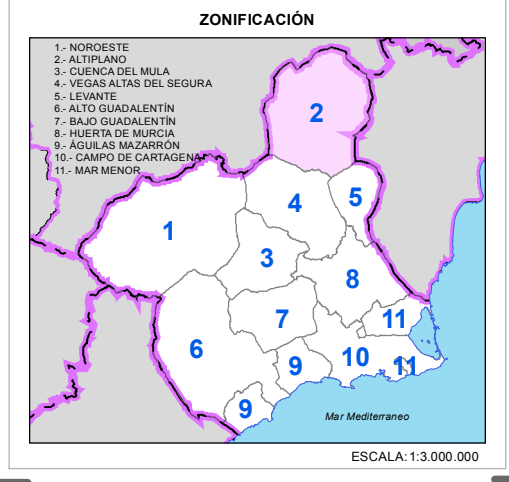 ZONIFICACIÓN
1.- NOROESTE
2.- ALTIPLANO
3.- CUENCA DEL MULA
4.- VEGAS ALTAS DEL SEGURA
5.- LEVANTE
6.- ALTO GUADALENTÍN
7.- BAJO GUADALENTÍN
8.- HUERTA DE MURCIA
9.- ÁGUILAS MAZARRÓN
10.- CAMPO DE CARTAGENA
11.- MAR MENOR
2
5
4
1
3
8
7
11
6
9
10
11
9
Mar Mediterraneo
ESCALA: 1:3.000.000